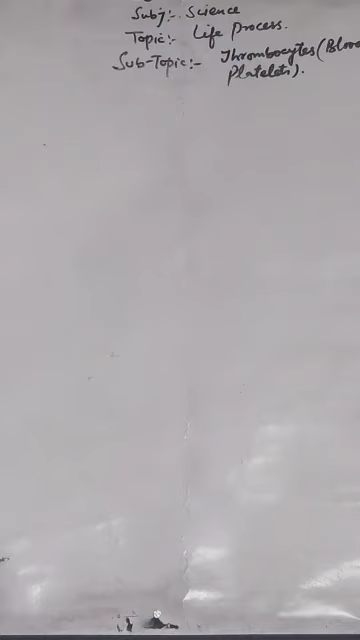 Subj:- Science
Topic:- Life Process.
Sub-Topic:- Thrombocytes (Blood
Platelets).